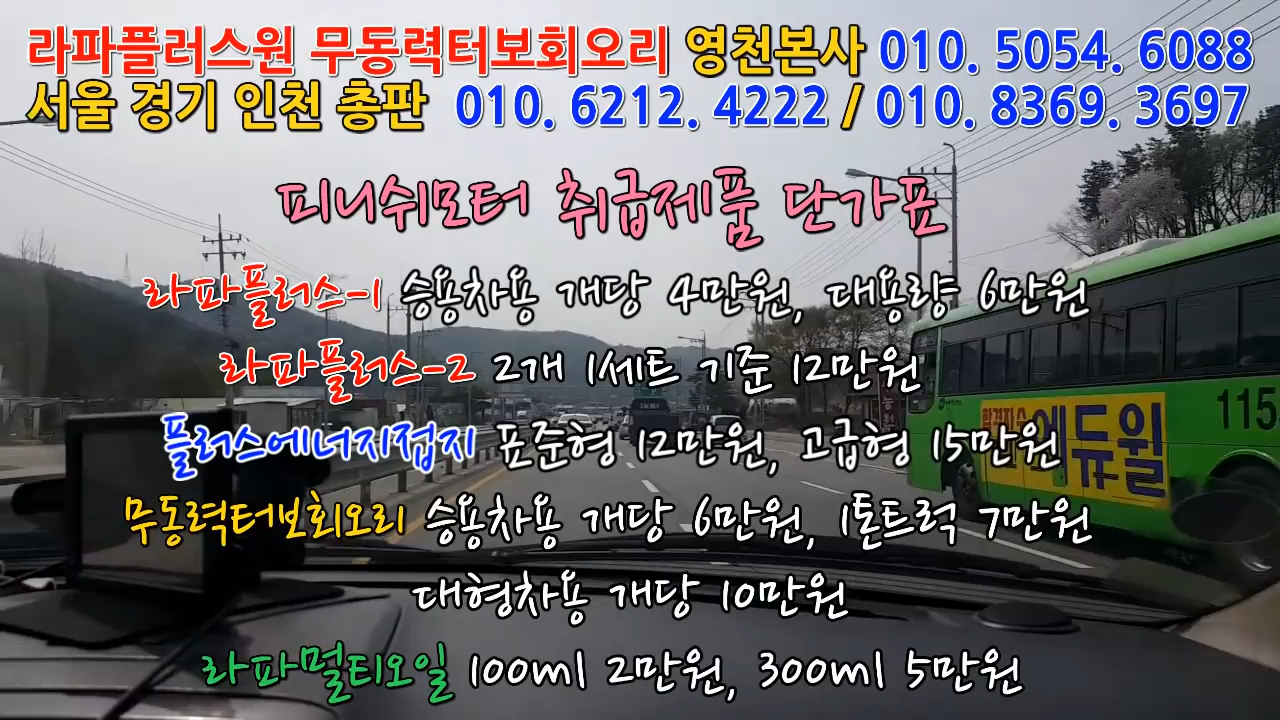 라파플러스원 무동력터보회오리 영천본사 010. 5054. 6088
서울 경기 인천 총판 010. 6212. 4222 / 010. 8369. 3697
피니쉬모터 취급제품 단가표
라파플러스-1 승용차용 개당 4만원, 대용량 6만원
라파플러스-2 2개 1세트 기준 12만원
플러스에너지접지 표준형 12만원, 고급형 15만원
무동력터보회오리 승용차용 개당 6만원, 1톤트럭 7만원
대형차용 개당 10만원
라파멀티오일 100ml 2만원, 300ml 5만원
115
합격자수 에듀윌